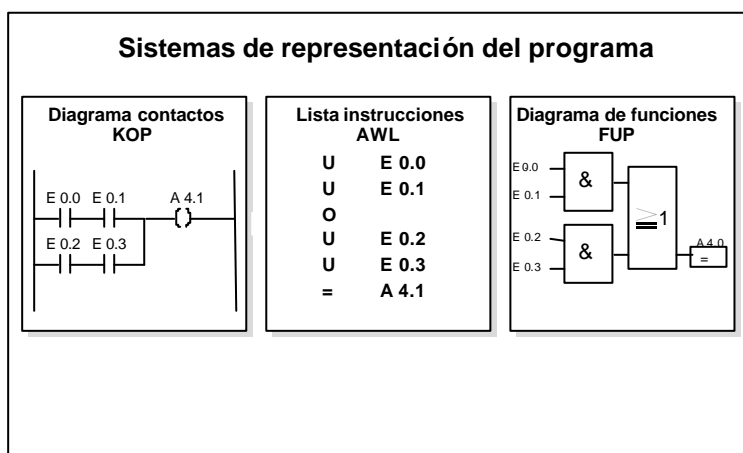 Sistemas de representación del programa
Diagrama contactos
KOP
E 0.0 E 0.1 A 4.1
E 0.2 E 0.3
Lista instrucciones
AWL
U E 0.0
U E 0.1
O
U E 0.2
U E 0.3
= A 4.1
Diagrama de funciones
FUP
E 0.0
E 0.1
&
≥1
E 0.2
E 0.3
&
A 4.0
=